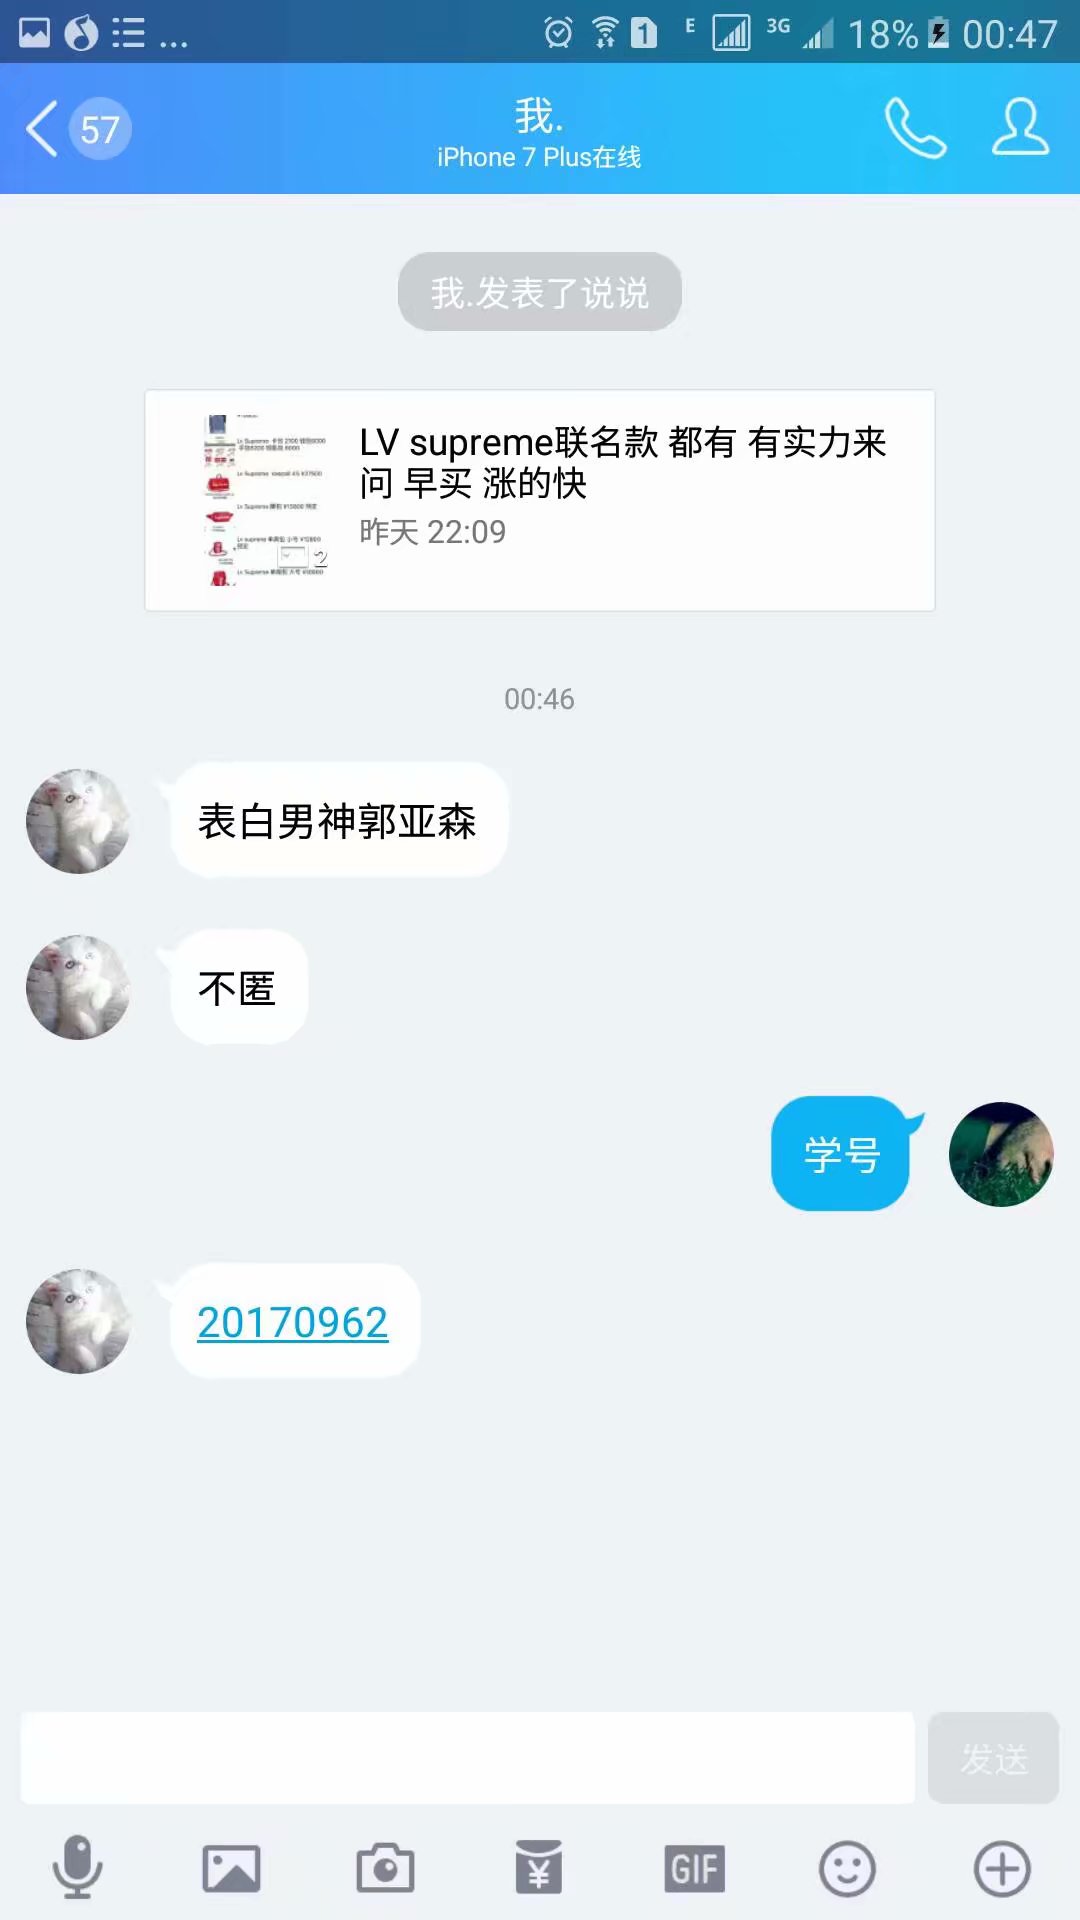 E 3G 18% 00:47
57
我.
iPhone 7 Plus在线
我.发表了说说
LV supreme联名款 都有 有实力来
问 早买 涨的快
昨天 22:09
2
00:46
表白男神郭亚森
不匿
学号
20170962
发送
GIF